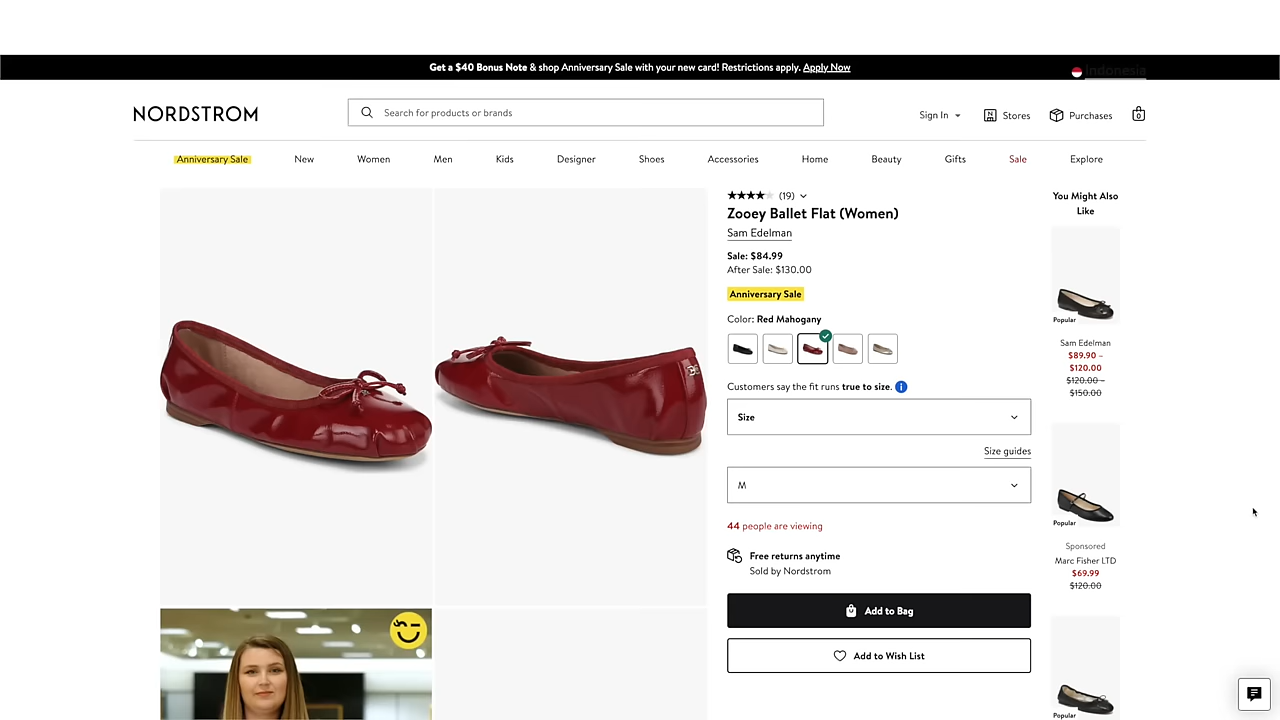 Get a $40 Bonus Note & shop Anniversary Sale with your new card! Restrictions apply. Apply Now
Indonesia
NORDSTROM
Search for products or brands
Sign In
Stores
Purchases
0
Anniversary Sale
New
Women
Men
Kids
Designer
Shoes
Accessories
Home
Beauty
Gifts
Sale
Explore
(19)
Zooey Ballet Flat (Women)
Sam Edelman
Sale: $84.99
After Sale: $130.00
Anniversary Sale
Color: Red Mahogany
Customers say the fit runs true to size.
Size
Size guides
M
44 people are viewing
Free returns anytime
Sold by Nordstrom
Add to Bag
Add to Wish List
You Might Also
Like
Popular
Sam Edelman
$89.90 –
$120.00
$120.00 –
$150.00
Popular
Sponsored
Marc Fisher LTD
$69.99
$120.00
Popular